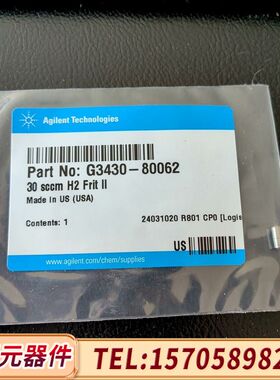 Agilent Technologies
Part No: G3430-80062
30 sccm H2 Frit II
Made In US (USA)
24031020 R801 CP0 [Logis
Contents: 1
US
www.agilent.com/chem/supplies
元器件
TEL:15705898